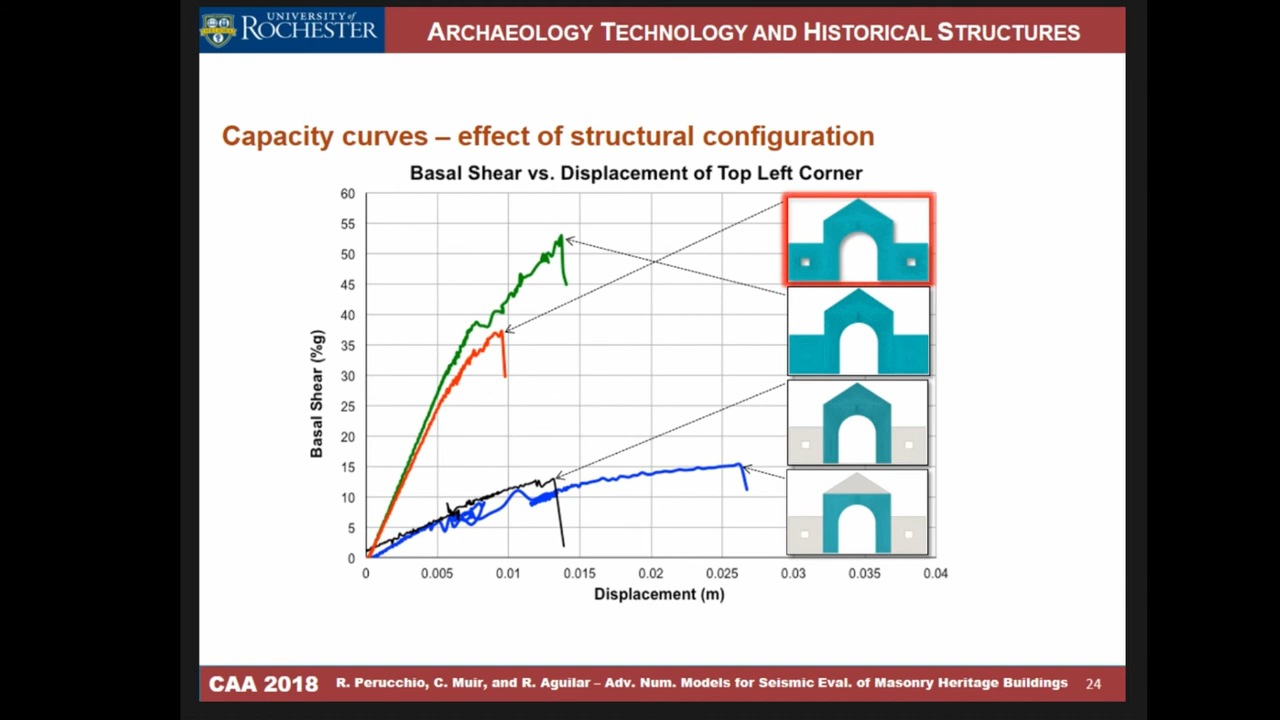 UNIVERSITY of
ROCHESTER
ARCHAEOLOGY TECHNOLOGY AND HISTORICAL STRUCTURES
Capacity curves – effect of structural configuration
Basal Shear vs. Displacement of Top Left Corner
60
55
50
45
40
35
30
25
20
15
10
5
0
Basal Shear (%g)
0 0.005 0.01 0.015 0.02 0.025 0.03 0.035 0.04
Displacement (m)
CAA 2018 R. Perucchio, C. Muir, and R. Aguilar – Adv. Num. Models for Seismic Eval. of Masonry Heritage Buildings 24